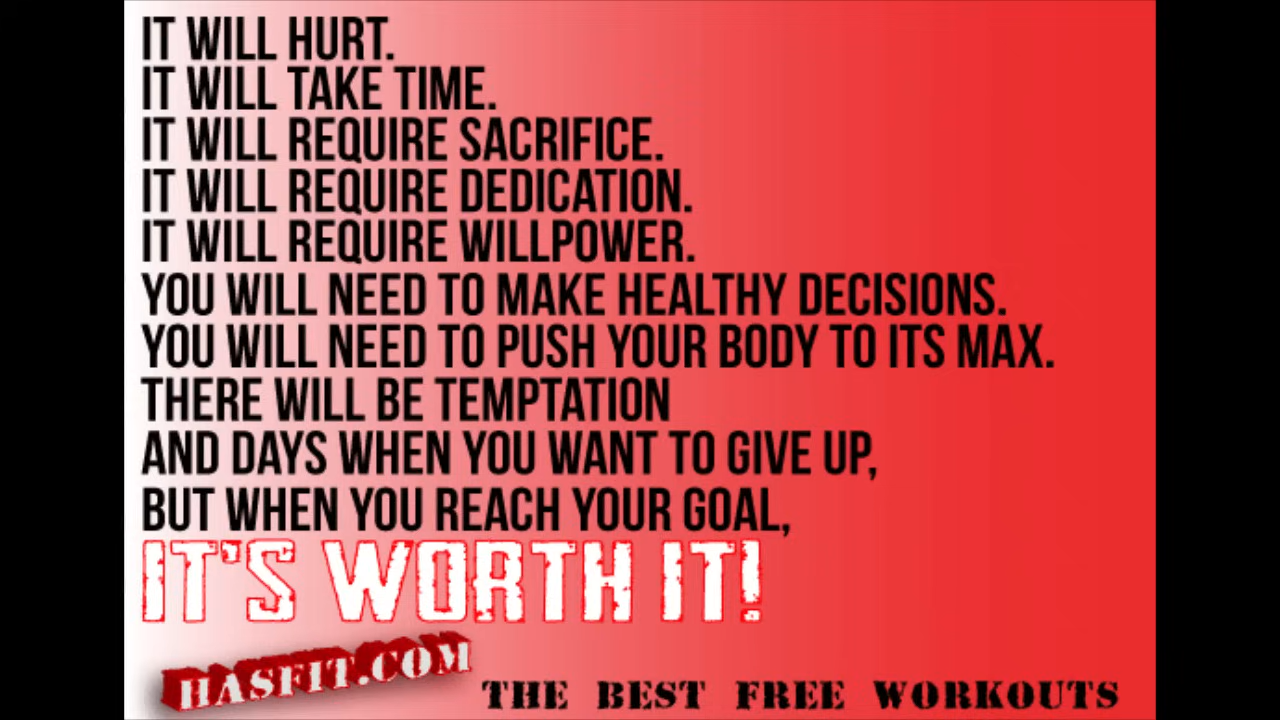 IT WILL HURT.
IT WILL TAKE TIME.
IT WILL REQUIRE SACRIFICE.
IT WILL REQUIRE DEDICATION.
IT WILL REQUIRE WILLPOWER.
YOU WILL NEED TO MAKE HEALTHY DECISIONS.
YOU WILL NEED TO PUSH YOUR BODY TO ITS MAX.
THERE WILL BE TEMPTATION
AND DAYS WHEN YOU WANT TO GIVE UP,
BUT WHEN YOU REACH YOUR GOAL,
IT'S WORTH IT!
HASFIT.COM
THE BEST FREE WORKOUTS